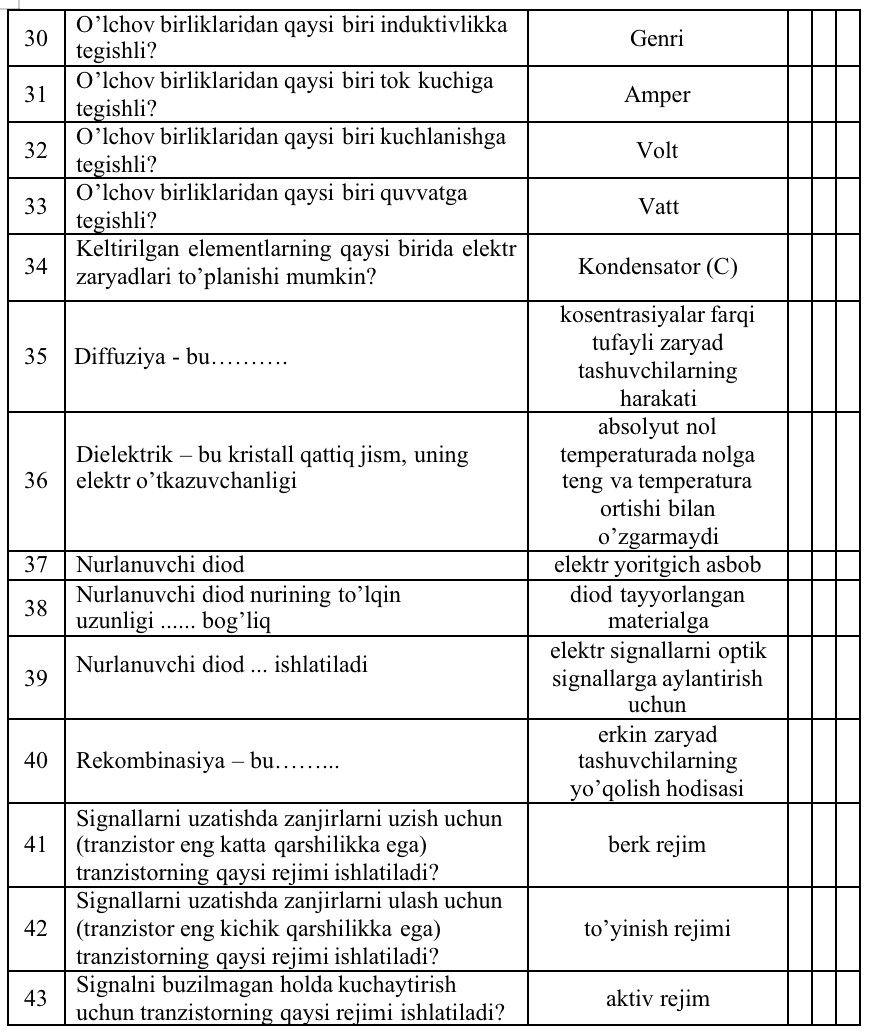 30
O’lchov birliklaridan qaysi biri induktivlikka
tegishli?
Genri
31
O’lchov birliklaridan qaysi biri tok kuchiga
tegishli?
Amper
32
O’lchov birliklaridan qaysi biri kuchlanishga
tegishli?
Volt
33
O’lchov birliklaridan qaysi biri quvvatga
tegishli?
Vatt
34
Keltirilgan elementlarning qaysi birida elektr
zaryadlari to’planishi mumkin?
Kondensator (C)
35
Diffuziya - bu……….
kosentrasiyalar farqi
tufayli zaryad
tashuvchilarning
harakati
36
Dielektrik – bu kristall qattiq jism, uning
elektr o’tkazuvchanligi
absolyut nol
temperaturada nolga
teng va temperatura
ortishi bilan
o’zgarmaydi
37
Nurlanuvchi diod
elektr yoritgich asbob
38
Nurlanuvchi diod nurining to’lqin
uzunligi ...... bog’liq
diod tayyorlangan
materialga
39
Nurlanuvchi diod ... ishlatiladi
elektr signallarni optik
signallarga aylantirish
uchun
40
Rekombinasiya – bu……...
erkin zaryad
tashuvchilarning
yo’qolish hodisasi
41
Signallarni uzatishda zanjirlarni uzish uchun
(tranzistor eng katta qarshilikka ega)
tranzistorning qaysi rejimi ishlatiladi?
berk rejim
42
Signallarni uzatishda zanjirlarni ulash uchun
(tranzistor eng kichik qarshilikka ega)
tranzistorning qaysi rejimi ishlatiladi?
to’yinish rejimi
43
Signalni buzilmagan holda kuchaytirish
uchun tranzistorning qaysi rejimi ishlatiladi?
aktiv rejim